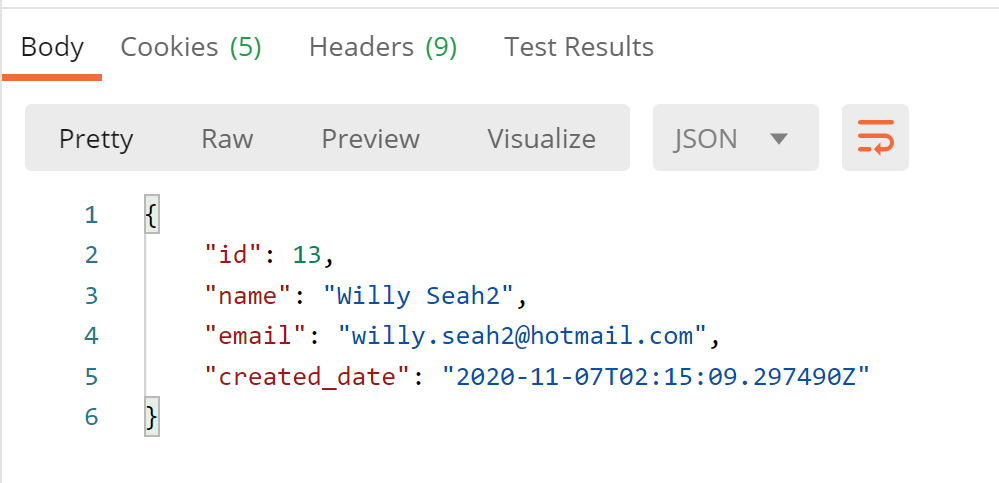 Body Cookies (5) Headers (9) Test Results
Pretty Raw Preview Visualize JSON
1 {
2 "id": 13,
3 "name": "Willy Seah2",
4 "email": "willy.seah2@hotmail.com",
5 "created_date": "2020-11-07T02:15:09.297490Z"
6 }